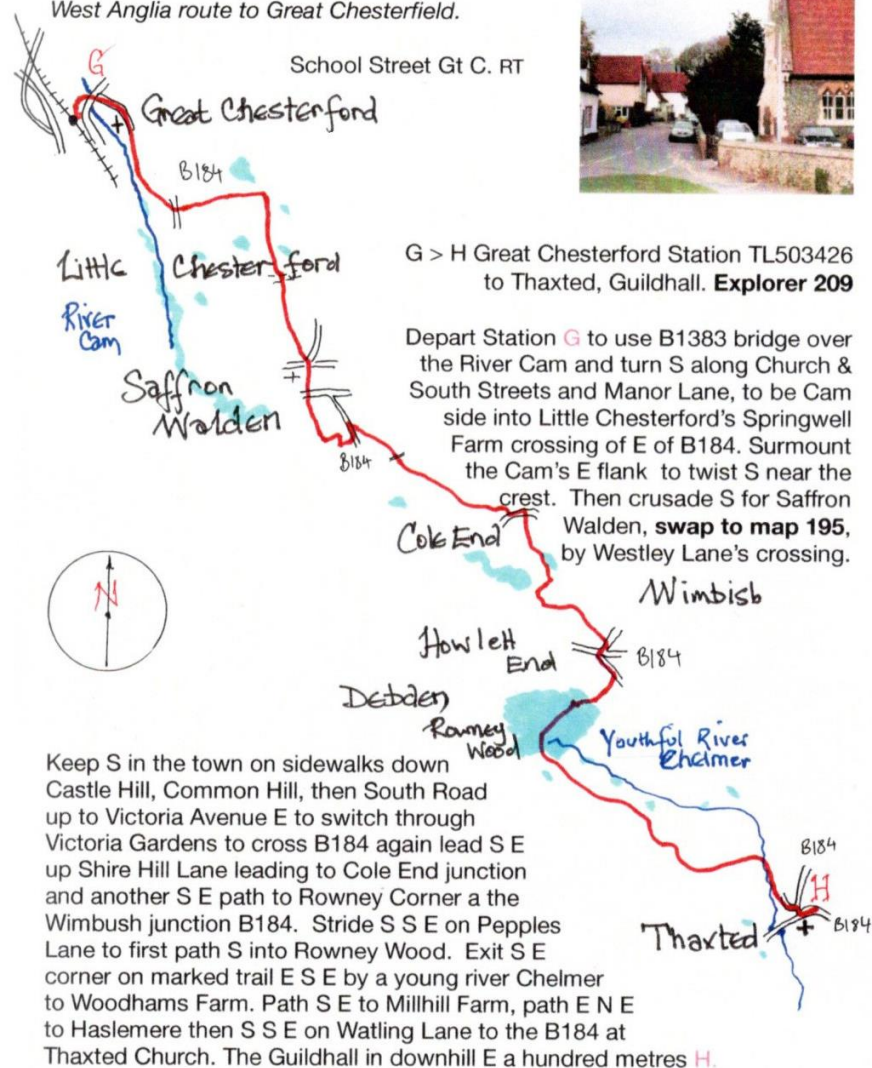 West Anglia route to Great Chesterfield.
School Street Gt C. RT
G
Great Chesterford
B184
G > H Great Chesterford Station TL503426
to Thaxted, Guildhall. Explorer 209
Little Chesterford
River
Cam
Depart Station G to use B1383 bridge over
the River Cam and turn S along Church &
South Streets and Manor Lane, to be Cam
side into Little Chesterford's Springwell
Farm crossing of E of B184. Surmount
the Cam's E flank to twist S near the
crest. Then crusade S for Saffron
Walden, swap to map 195,
by Westley Lane's crossing.
Saffron
Walden
B184
Cole End
N
Wimbish
Howlett
End
B184
Debden
Rowney
Wood
Youthful River
Chelmer
Keep S in the town on sidewalks down
Castle Hill, Common Hill, then South Road
up to Victoria Avenue E to switch through
Victoria Gardens to cross B184 again lead S E
up Shire Hill Lane leading to Cole End junction
and another S E path to Rowney Corner a the
Wimbush junction B184. Stride S S E on Pepples
Lane to first path S into Rowney Wood. Exit S E
corner on marked trail E S E by a young river Chelmer
to Woodhams Farm. Path S E to Millhill Farm, path E N E
to Haslemere then S S E on Watling Lane to the B184 at
Thaxted Church. The Guildhall in downhill E a hundred metres H.
B184
H
B184
Thaxted